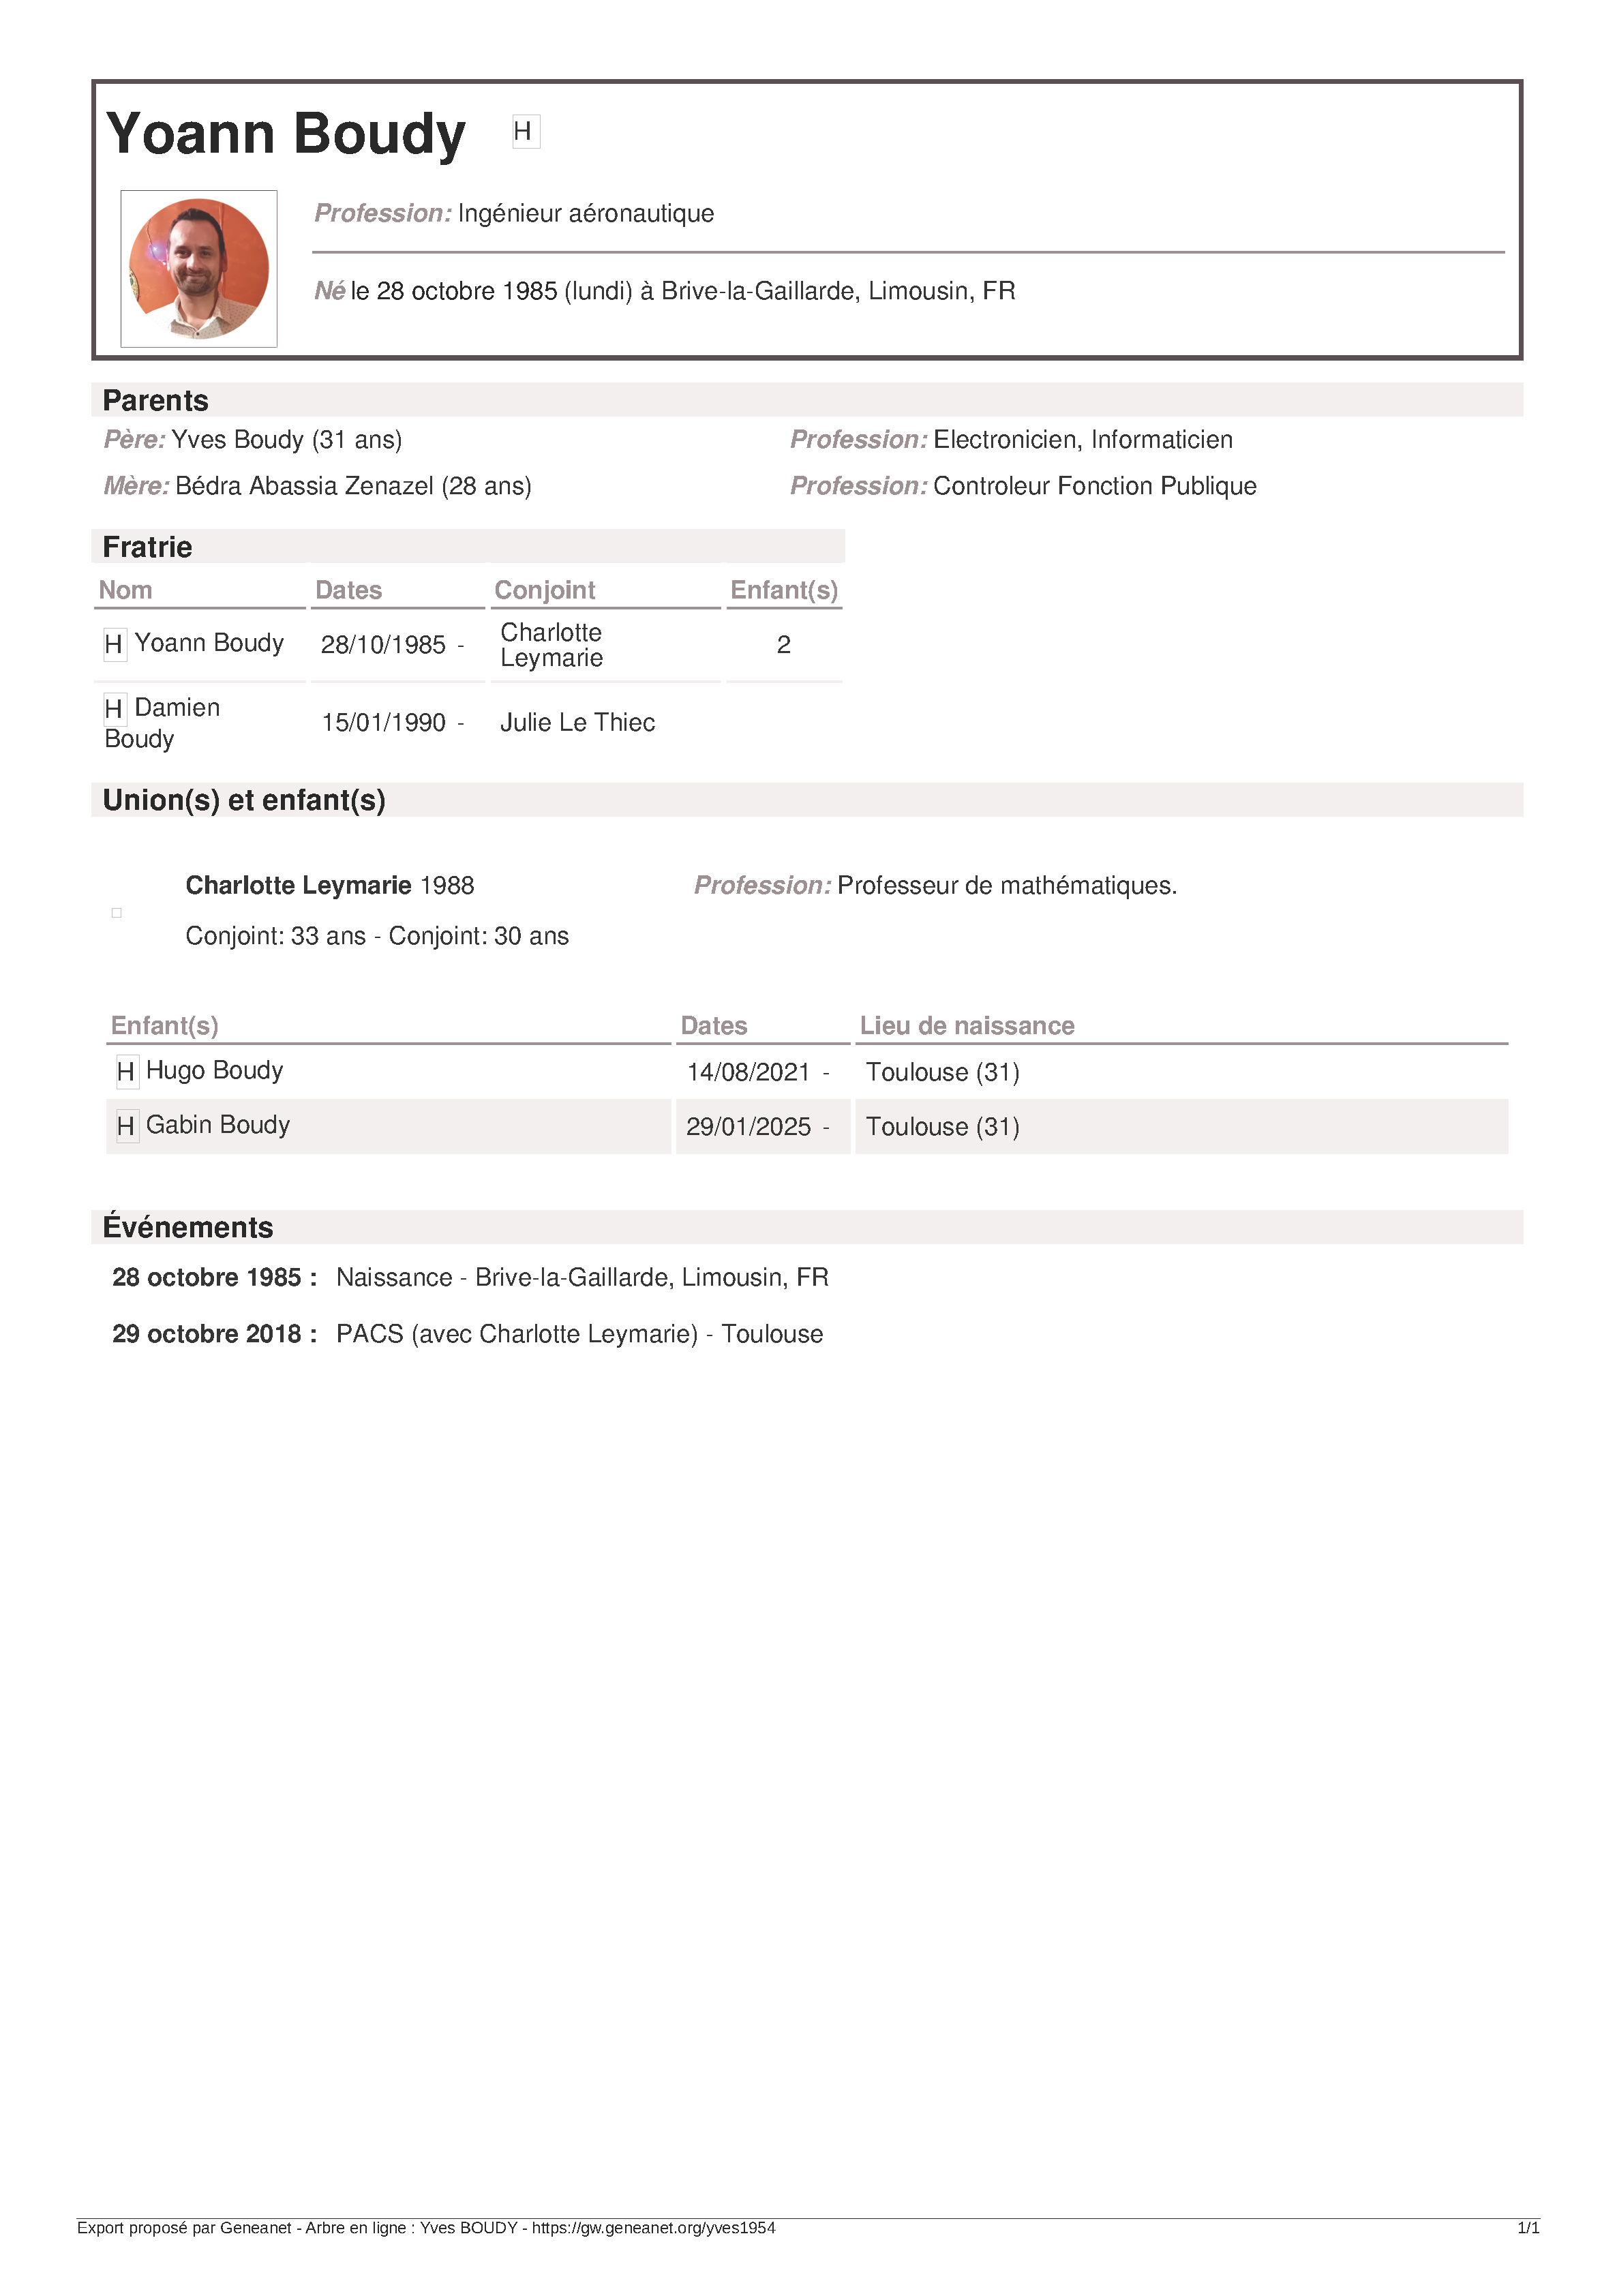 Yoann Boudy H
Profession: Ingénieur aéronautique
Né le 28 octobre 1985 (lundi) à Brive-la-Gaillarde, Limousin, FR
Parents
Père: Yves Boudy (31 ans) Profession: Electronicien, Informaticien
Mère: Bédra Abassia Zenazel (28 ans) Profession: Controleur Fonction Publique
Fratrie
Nom Dates Conjoint Enfant(s)
H Yoann Boudy 28/10/1985 - Charlotte
Leymarie 2
H Damien
Boudy 15/01/1990 - Julie Le Thiec
Union(s) et enfant(s)
Charlotte Leymarie 1988 Profession: Professeur de mathématiques.
Conjoint: 33 ans - Conjoint: 30 ans
Enfant(s) Dates Lieu de naissance
H Hugo Boudy 14/08/2021 - Toulouse (31)
H Gabin Boudy 29/01/2025 - Toulouse (31)
Événements
28 octobre 1985 : Naissance - Brive-la-Gaillarde, Limousin, FR
29 octobre 2018 : PACS (avec Charlotte Leymarie) - Toulouse
Export proposé par Geneanet - Arbre en ligne : Yves BOUDY - https://gw.geneanet.org/yves1954 1/1